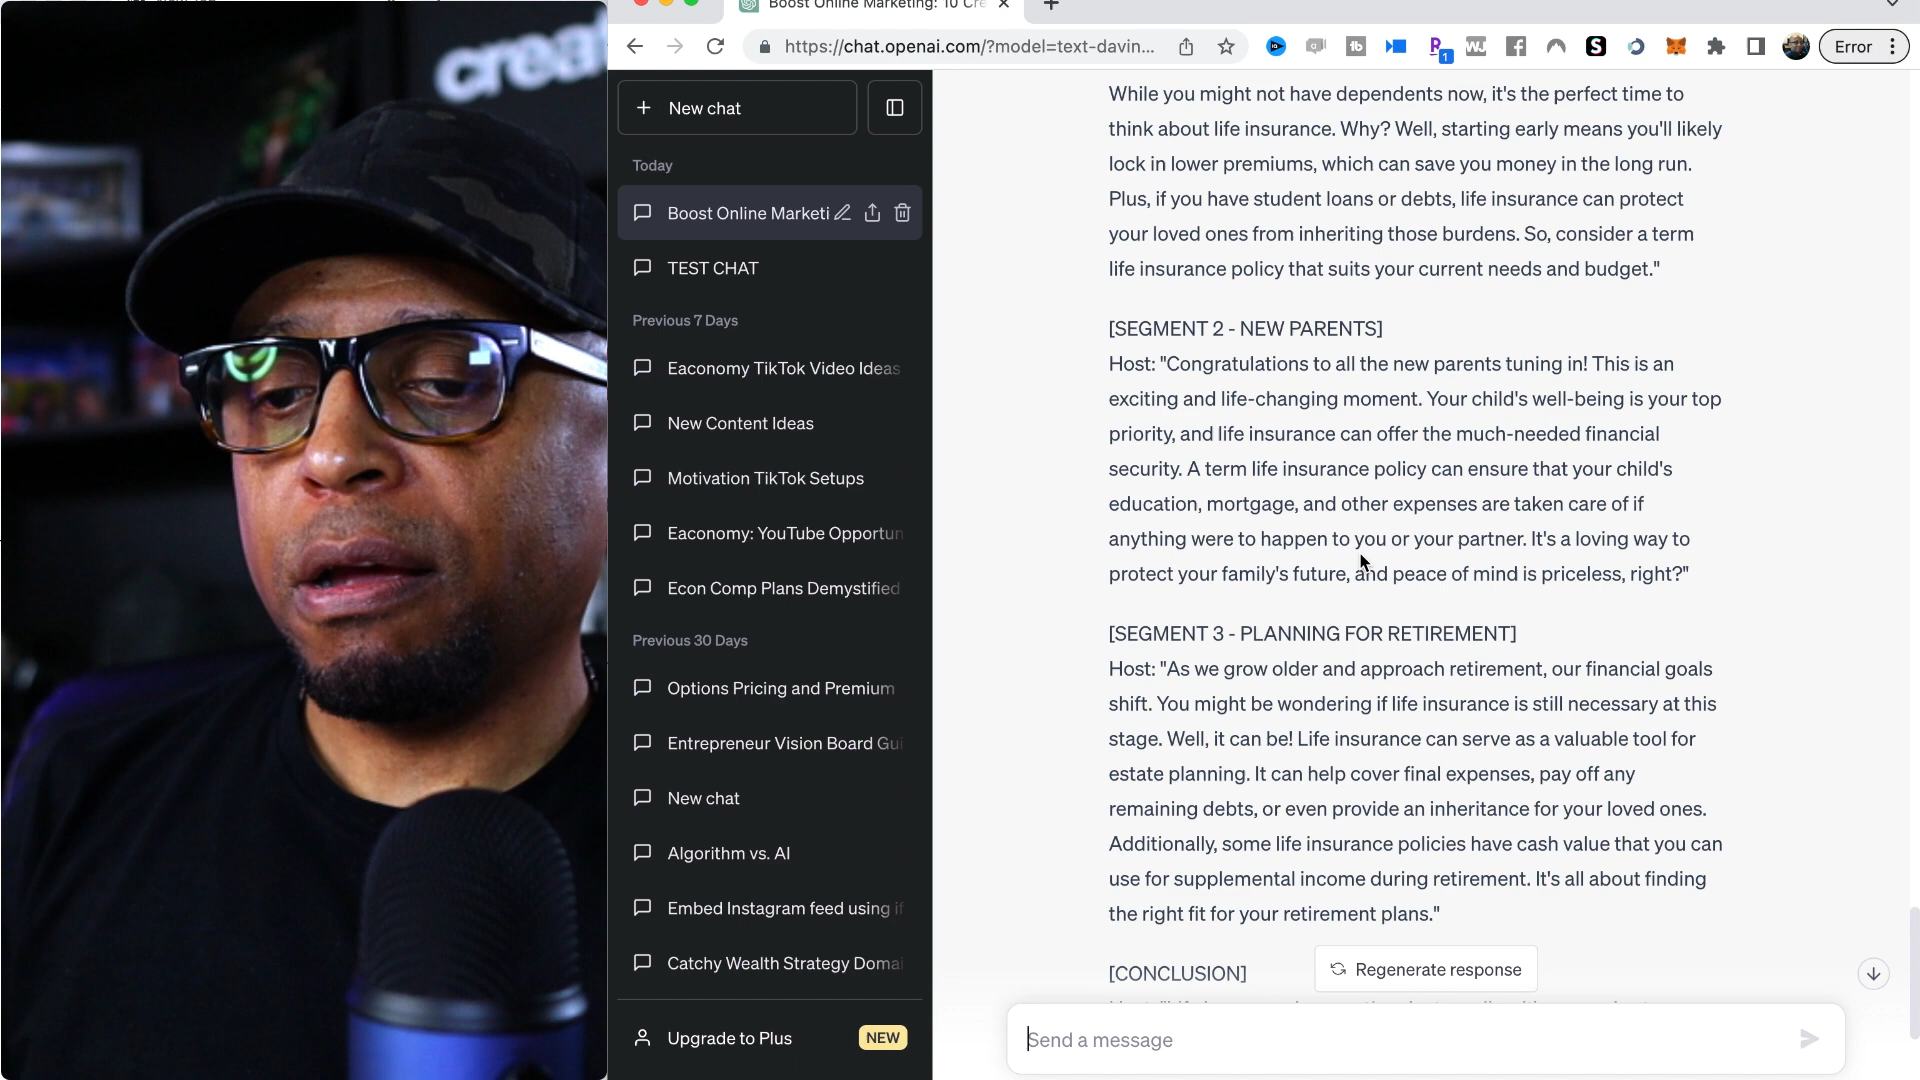 creat
Boost Online Marketing: 10 Cre
https://chat.openai.com/?model=text-davin...
1
Error
New chat
Today
Boost Online Marketi
TEST CHAT
Previous 7 Days
Eaconomy TikTok Video Ideas
New Content Ideas
Motivation TikTok Setups
Eaconomy: YouTube Opportun
Econ Comp Plans Demystified
Previous 30 Days
Options Pricing and Premium
Entrepreneur Vision Board Gui
New chat
Algorithm vs. AI
Embed Instagram feed using if
Catchy Wealth Strategy Domai
Upgrade to Plus
NEW
While you might not have dependents now, it's the perfect time to
think about life insurance. Why? Well, starting early means you'll likely
lock in lower premiums, which can save you money in the long run.
Plus, if you have student loans or debts, life insurance can protect
your loved ones from inheriting those burdens. So, consider a term
life insurance policy that suits your current needs and budget."
[SEGMENT 2 - NEW PARENTS]
Host: "Congratulations to all the new parents tuning in! This is an
exciting and life-changing moment. Your child's well-being is your top
priority, and life insurance can offer the much-needed financial
security. A term life insurance policy can ensure that your child's
education, mortgage, and other expenses are taken care of if
anything were to happen to you or your partner. It's a loving way to
protect your family's future, and peace of mind is priceless, right?"
[SEGMENT 3 - PLANNING FOR RETIREMENT]
Host: "As we grow older and approach retirement, our financial goals
shift. You might be wondering if life insurance is still necessary at this
stage. Well, it can be! Life insurance can serve as a valuable tool for
estate planning. It can help cover final expenses, pay off any
remaining debts, or even provide an inheritance for your loved ones.
Additionally, some life insurance policies have cash value that you can
use for supplemental income during retirement. It's all about finding
the right fit for your retirement plans."
[CONCLUSION]
Regenerate response
Send a message